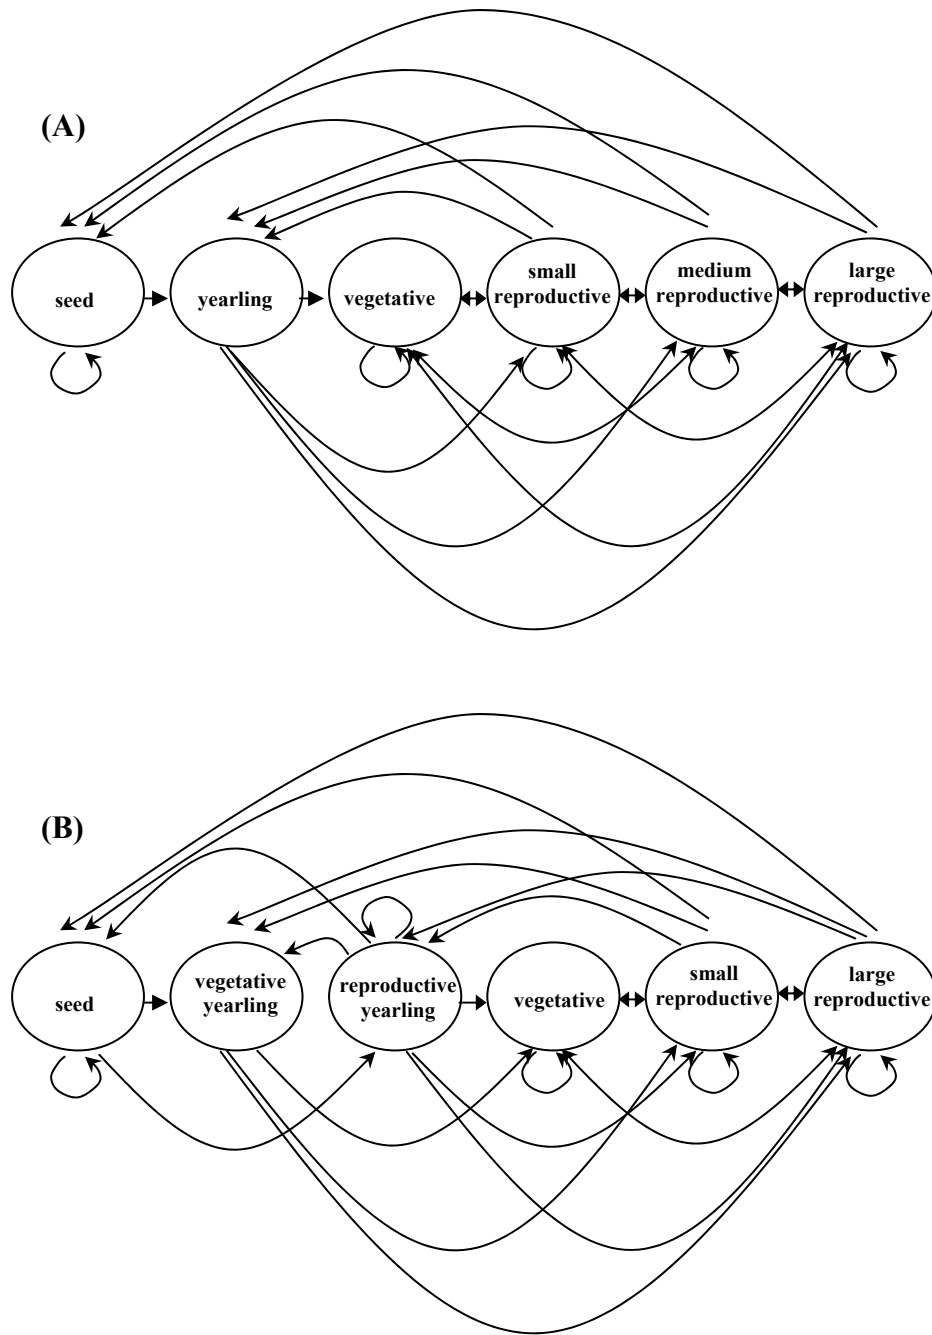 (A)
seed
yearling
vegetative
small
reproductive
medium
reproductive
large
reproductive
(B)
seed
vegetative
yearling
reproductive
yearling
vegetative
small
reproductive
large
reproductive